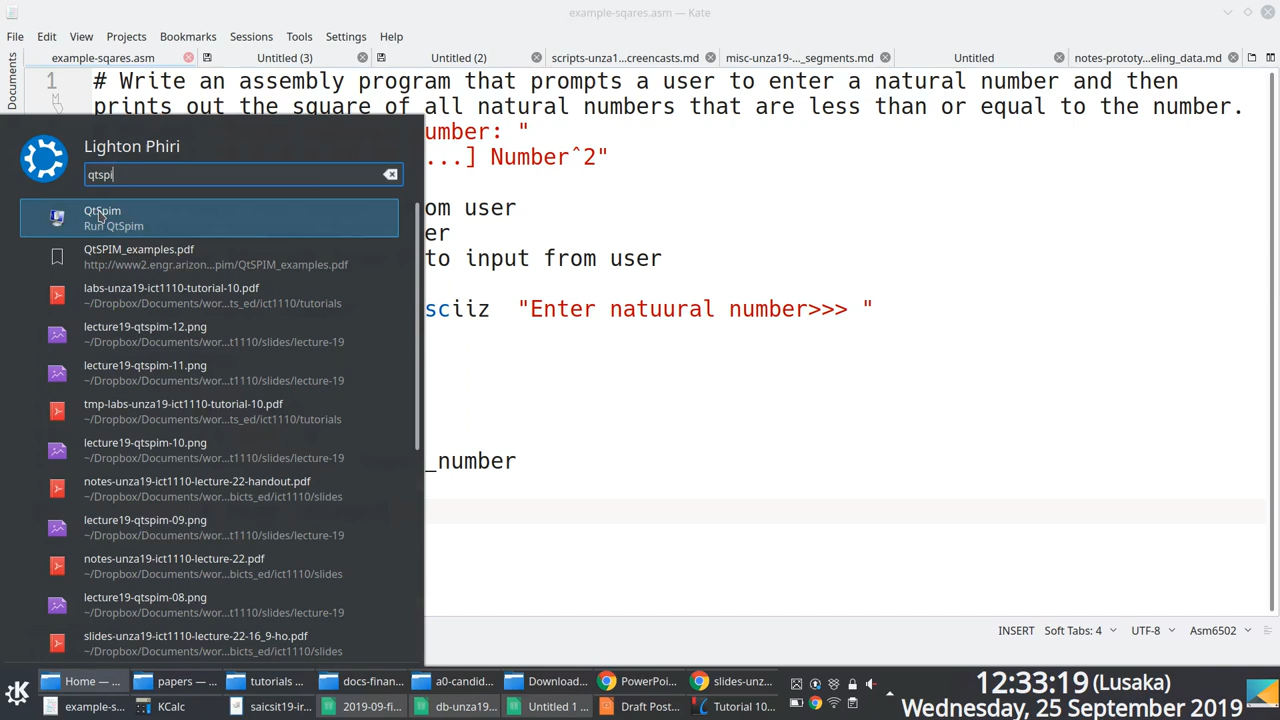 example-sqares.asm — Kate
File Edit View Projects Bookmarks Sessions Tools Settings Help
example-sqares.asm Untitled (3) Untitled (2) scripts-unza1...creencasts.md misc-unza19-..._segments.md Untitled notes-prototy...eling_data.md
Documents
1 # Write an assembly program that prompts a user to enter a natural number and then
prints out the square of all natural numbers that are less than or equal to the number.
umber: "
...] Numberˆ2"
om user
er
to input from user
sciiz "Enter natuural number>>> "
_number
Lighton Phiri
qtspi
QtSpim
Run QtSpim
QtSPIM_examples.pdf
http://www2.engr.arizon...pim/QtSPIM_examples.pdf
labs-unza19-ict1110-tutorial-10.pdf
~/Dropbox/Documents/wor...ts_ed/ict1110/tutorials
lecture19-qtspim-12.png
~/Dropbox/Documents/wor...t1110/slides/lecture-19
lecture19-qtspim-11.png
~/Dropbox/Documents/wor...t1110/slides/lecture-19
tmp-labs-unza19-ict1110-tutorial-10.pdf
~/Dropbox/Documents/wor...ts_ed/ict1110/tutorials
lecture19-qtspim-10.png
~/Dropbox/Documents/wor...t1110/slides/lecture-19
notes-unza19-ict1110-lecture-22-handout.pdf
~/Dropbox/Documents/wor...bicts_ed/ict1110/slides
lecture19-qtspim-09.png
~/Dropbox/Documents/wor...t1110/slides/lecture-19
notes-unza19-ict1110-lecture-22.pdf
~/Dropbox/Documents/wor...bicts_ed/ict1110/slides
lecture19-qtspim-08.png
~/Dropbox/Documents/wor...t1110/slides/lecture-19
slides-unza19-ict1110-lecture-22-16_9-ho.pdf
~/Dropbox/Documents/wor...bicts_ed/ict1110/slides
INSERT Soft Tabs: 4 UTF-8 Asm6502
Home — ... papers — ... tutorials ... docs-finan... a0-candid... Download... PowerPoi... slides-unz...
example-s... KCalc saicsit19-ir... 2019-09-fi... db-unza19... Untitled 1 ... Draft Post... Tutorial 10...
12:33:19 (Lusaka)
Wednesday, 25 September 2019